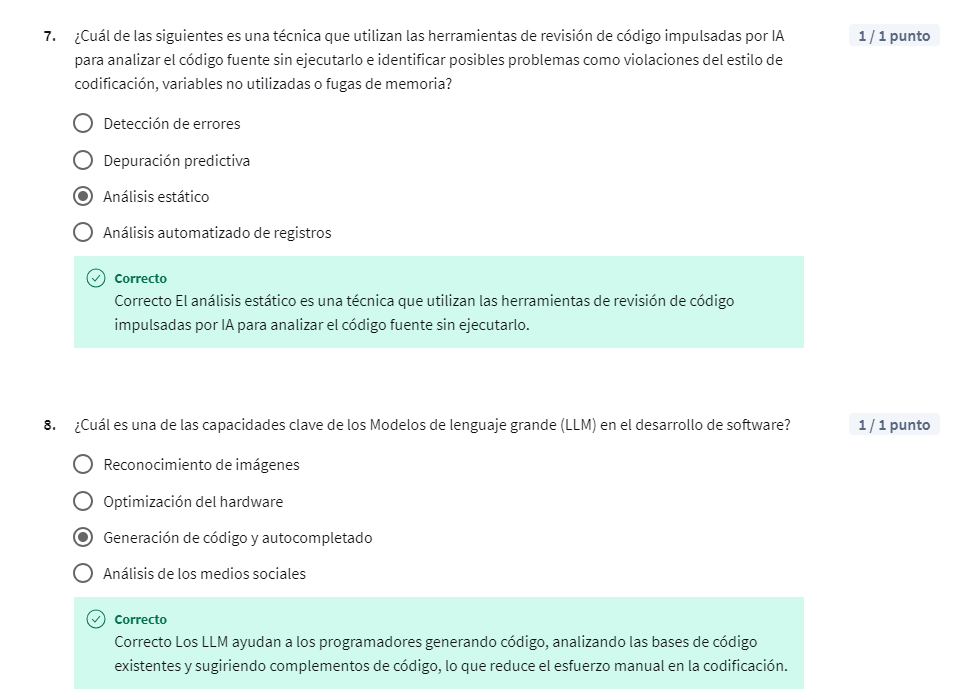 7. ¿Cuál de las siguientes es una técnica que utilizan las herramientas de revisión de código impulsadas por IA
1 / 1 punto
para analizar el código fuente sin ejecutarlo e identificar posibles problemas como violaciones del estilo de
codificación, variables no utilizadas o fugas de memoria?
Detección de errores
Depuración predictiva
Análisis estático
Análisis automatizado de registros
Correcto
Correcto El análisis estático es una técnica que utilizan las herramientas de revisión de código
impulsadas por IA para analizar el código fuente sin ejecutarlo.
8. ¿Cuál es una de las capacidades clave de los Modelos de lenguaje grande (LLM) en el desarrollo de software?
1 / 1 punto
Reconocimiento de imágenes
Optimización del hardware
Generación de código y autocompletado
Análisis de los medios sociales
Correcto
Correcto Los LLM ayudan a los programadores generando código, analizando las bases de código
existentes y sugiriendo complementos de código, lo que reduce el esfuerzo manual en la codificación.